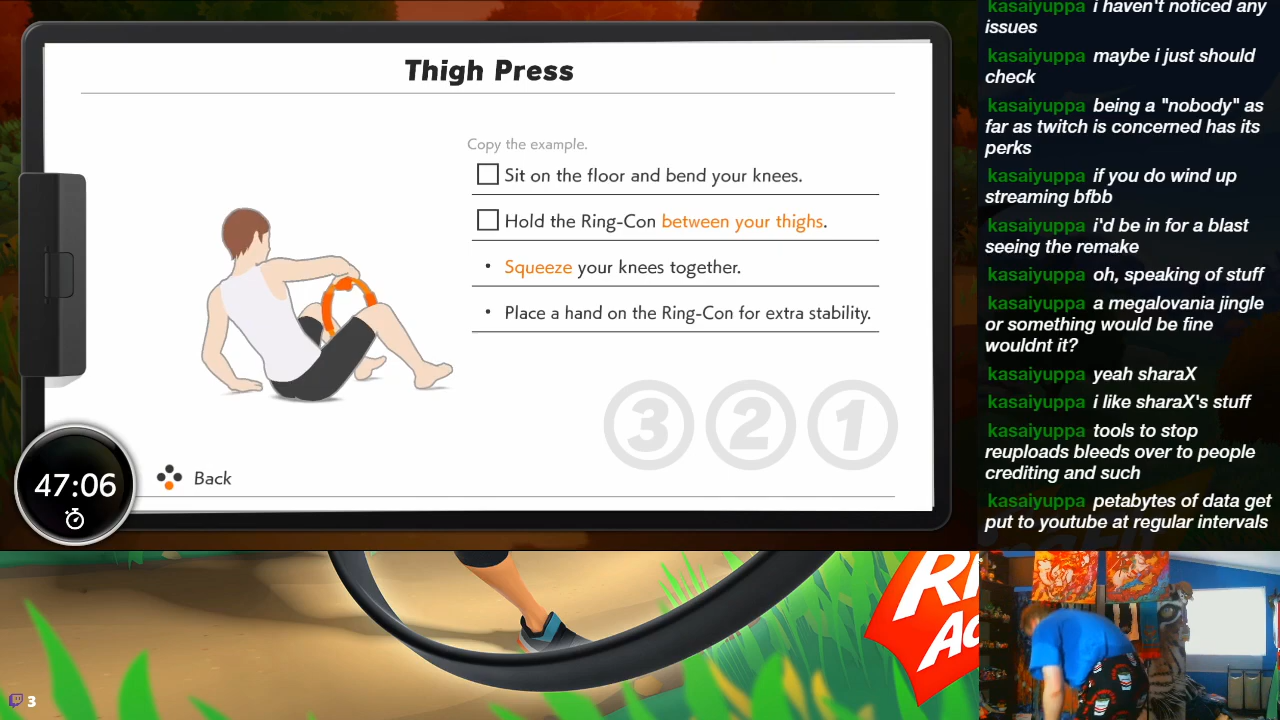 Thigh Press
Copy the example.
Sit on the floor and bend your knees.
Hold the Ring-Con between your thighs.
• Squeeze your knees together.
• Place a hand on the Ring-Con for extra stability.
3 2 1
47:06
Back
kasaiyuppa i haven't noticed any
issues
kasaiyuppa maybe i just should
check
kasaiyuppa being a "nobody" as
far as twitch is concerned has its
perks
kasaiyuppa if you do wind up
streaming bfbb
kasaiyuppa i'd be in for a blast
seeing the remake
kasaiyuppa oh, speaking of stuff
kasaiyuppa a megalovania jingle
or something would be fine
wouldnt it?
kasaiyuppa yeah sharaX
kasaiyuppa i like sharaX's stuff
kasaiyuppa tools to stop
reuploads bleeds over to people
crediting and such
kasaiyuppa petabytes of data get
put to youtube at regular intervals
3